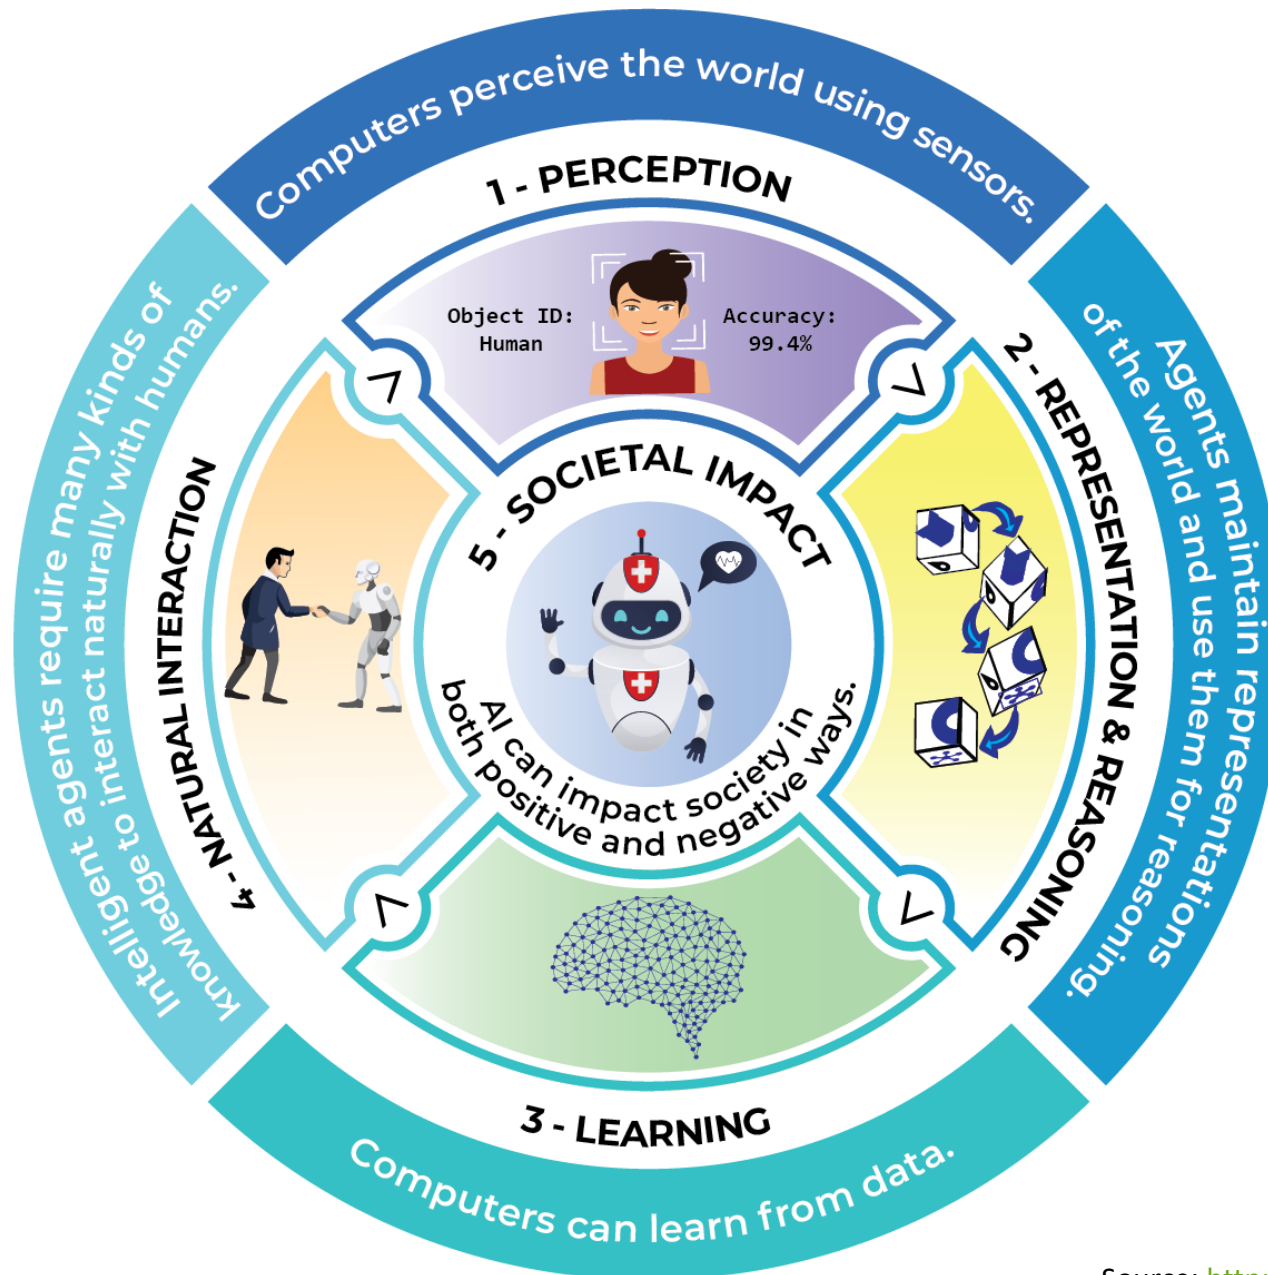 Computers perceive the world using sensors.
1 - PERCEPTION
Object ID:
Human
Accuracy:
99.4%
Agents maintain representations
of the world and use them for reasoning.
2 - REPRESENTATION & REASONING
Computers can learn from data.
3 - LEARNING
Intelligent agents require many kinds of
knowledge to interact naturally with humans.
4 - NATURAL INTERACTION
5 - SOCIETAL IMPACT
AI can impact society in
both positive and negative ways.
Source: http